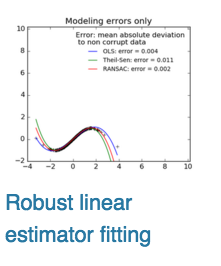 Modeling errors only
Error: mean absolute deviation
to non corrupt data
OLS: error = 0.004
Theil-Sen: error = 0.011
RANSAC: error = 0.002
10
8
6
4
2
0
−2
−4 −2 0 2 4 6 8 10
Robust linear
estimator fitting